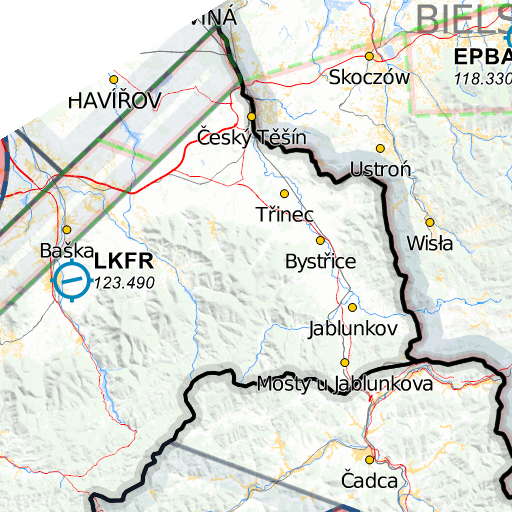 BIELS
EPBA
118.330
Skoczów
HAVÍŘOV
Český Těšín
Ustroń
Třinec
Wisła
Baška
Bystřice
LKFR
123.490
Jablunkov
Mosty u Jablunkova
Čadca